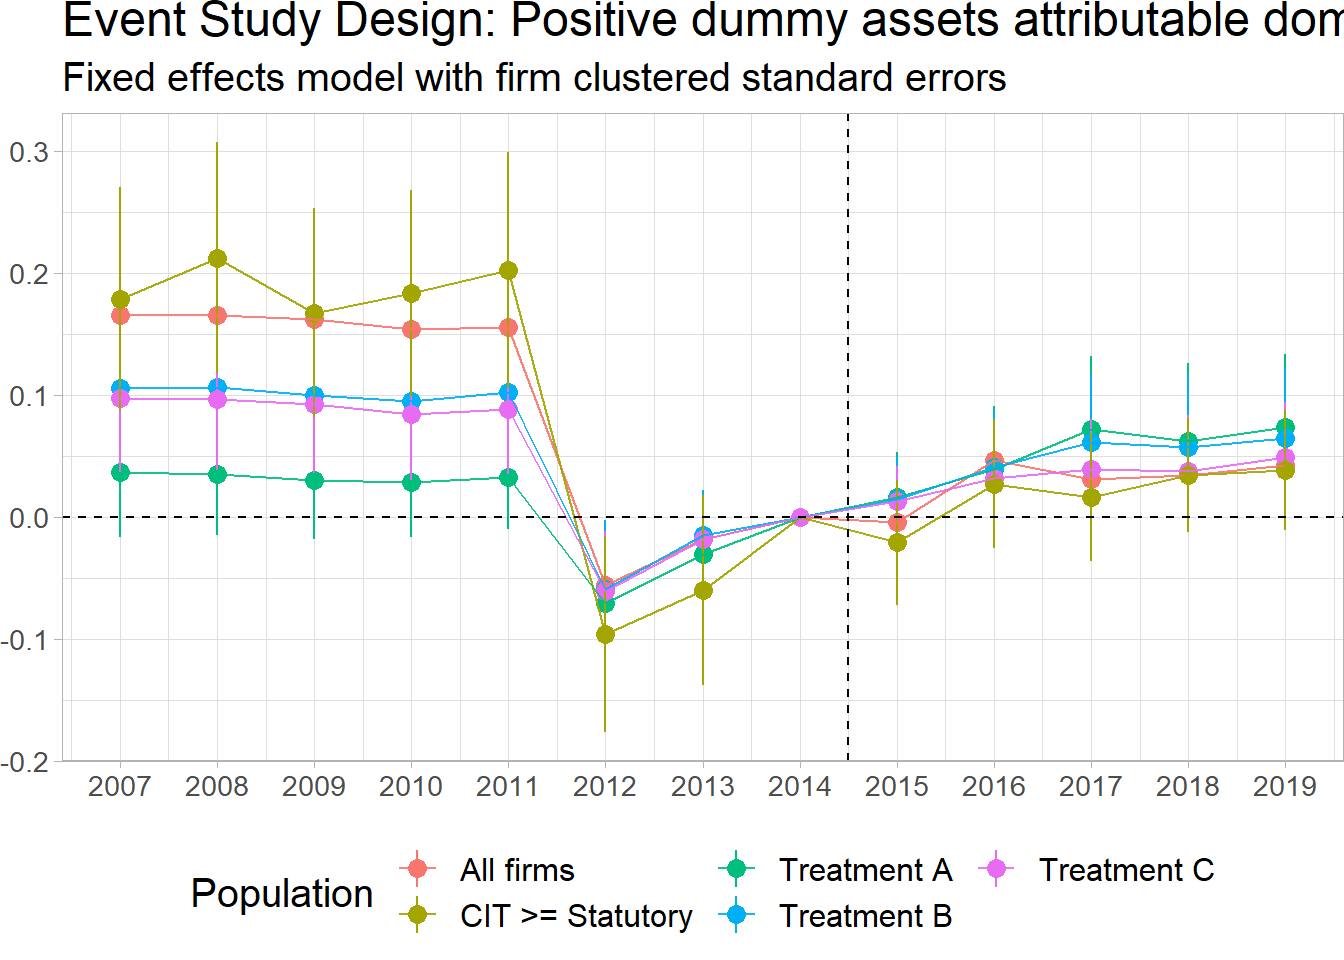 Event Study Design: Positive dummy assets attributable dom
Fixed effects model with firm clustered standard errors
0.3
0.2
0.1
0.0
-0.1
-0.2
2007 2008 2009 2010 2011 2012 2013 2014 2015 2016 2017 2018 2019
Population
All firms Treatment A Treatment C
CIT >= Statutory Treatment B